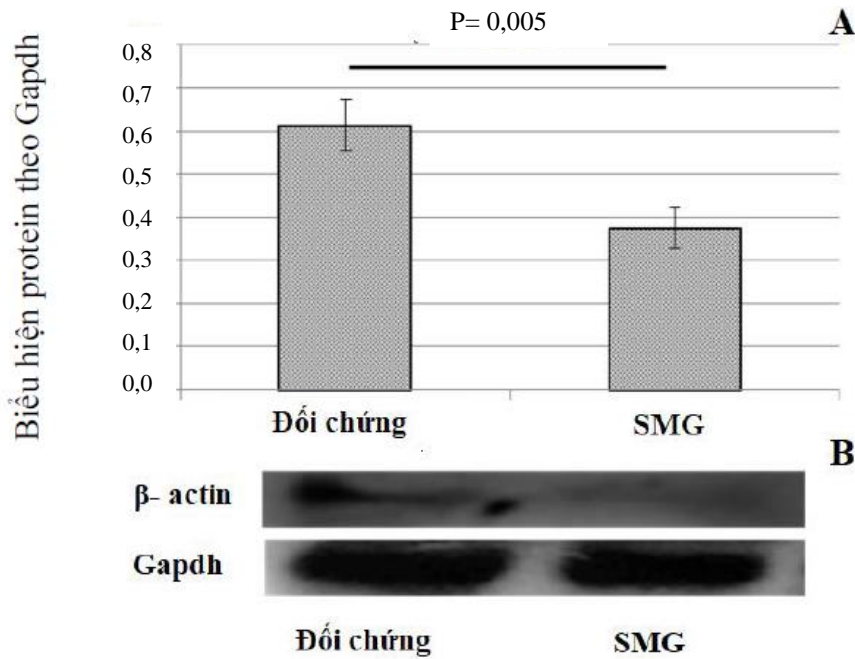 P= 0,005
A
Biểu hiện protein theo Gapdh
0,8
0,7
0,6
0,5
0,4
0,3
0,2
0,1
0,0
Đối chứng SMG
B
β- actin
Gapdh
Đối chứng SMG